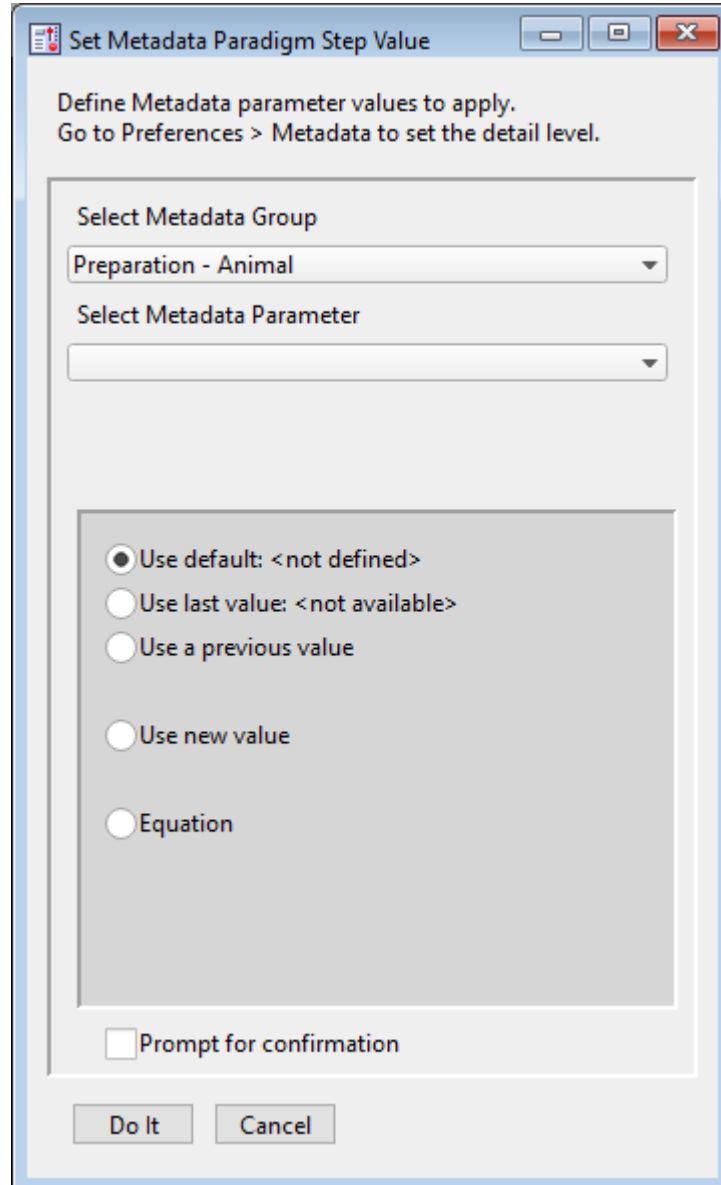 Set Metadata Paradigm Step Value
Define Metadata parameter values to apply.
Go to Preferences > Metadata to set the detail level.
Select Metadata Group
Preparation - Animal
Select Metadata Parameter
Use default: <not defined>
Use last value: <not available>
Use a previous value
Use new value
Equation
Prompt for confirmation
Do It Cancel